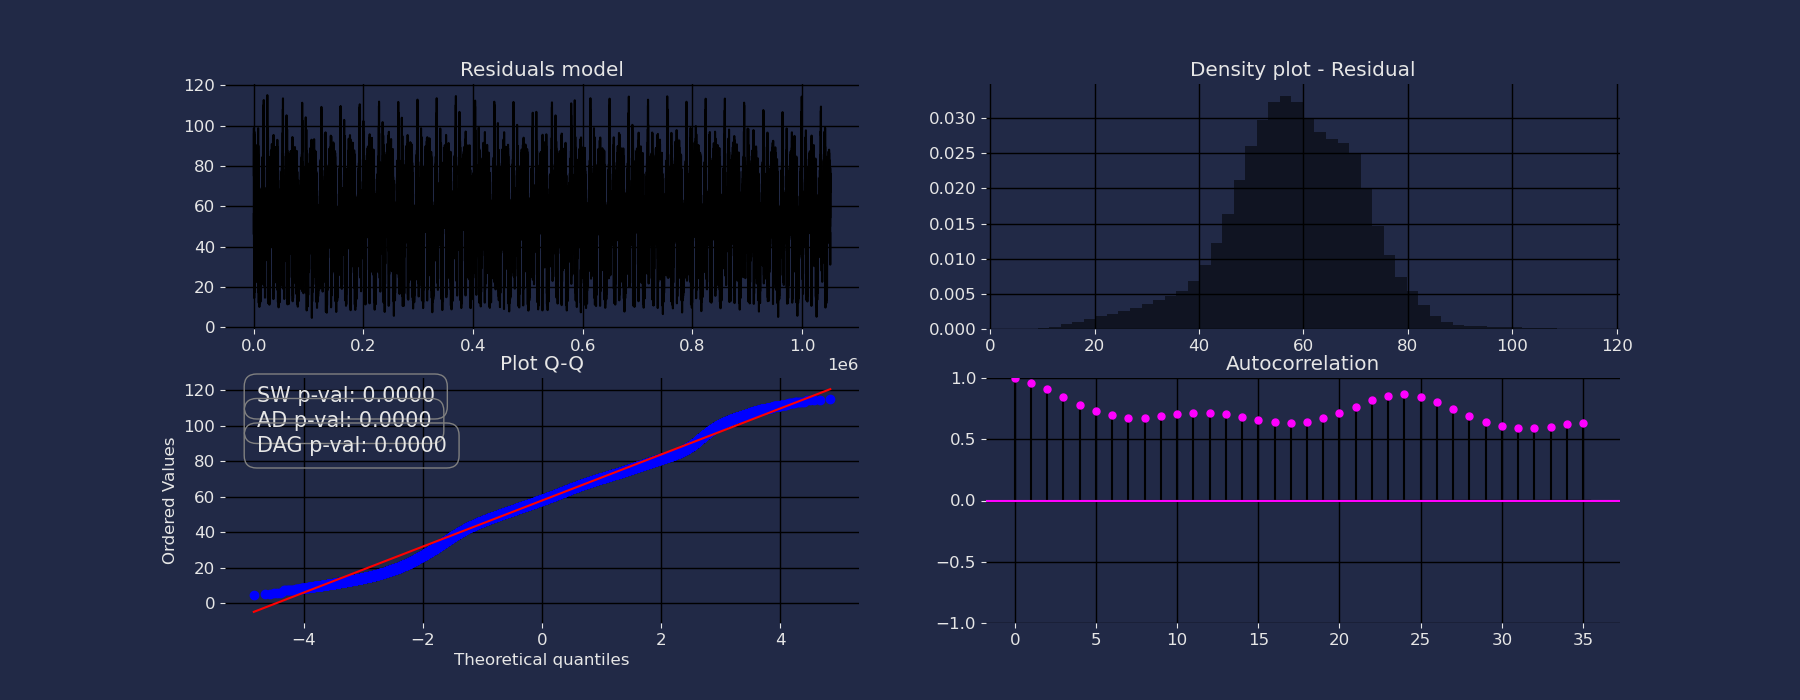 Residuals model
120
100
80
60
40
20
0
0.0 0.2 0.4 0.6 0.8 1.0
1e6
Density plot - Residual
0.030
0.025
0.020
0.015
0.010
0.005
0.000
0 20 40 60 80 100 120
Plot Q-Q
SW p-val: 0.0000
AD p-val: 0.0000
DAG p-val: 0.0000
Ordered Values
120
100
80
60
40
20
0
−4 −2 0 2 4
Theoretical quantiles
Autocorrelation
1.0
0.5
0.0
−0.5
−1.0
0 5 10 15 20 25 30 35